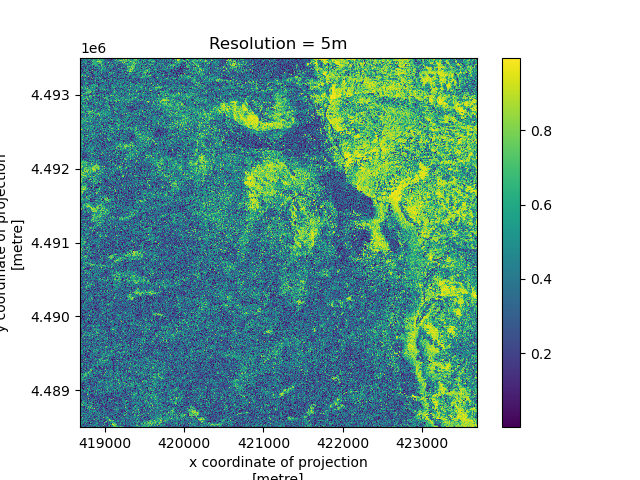 Resolution = 5m
1e6
4.493
4.492
4.491
4.490
4.489
y coordinate of projection
[metre]
419000 420000 421000 422000 423000
x coordinate of projection
[metre]
0.8
0.6
0.4
0.2